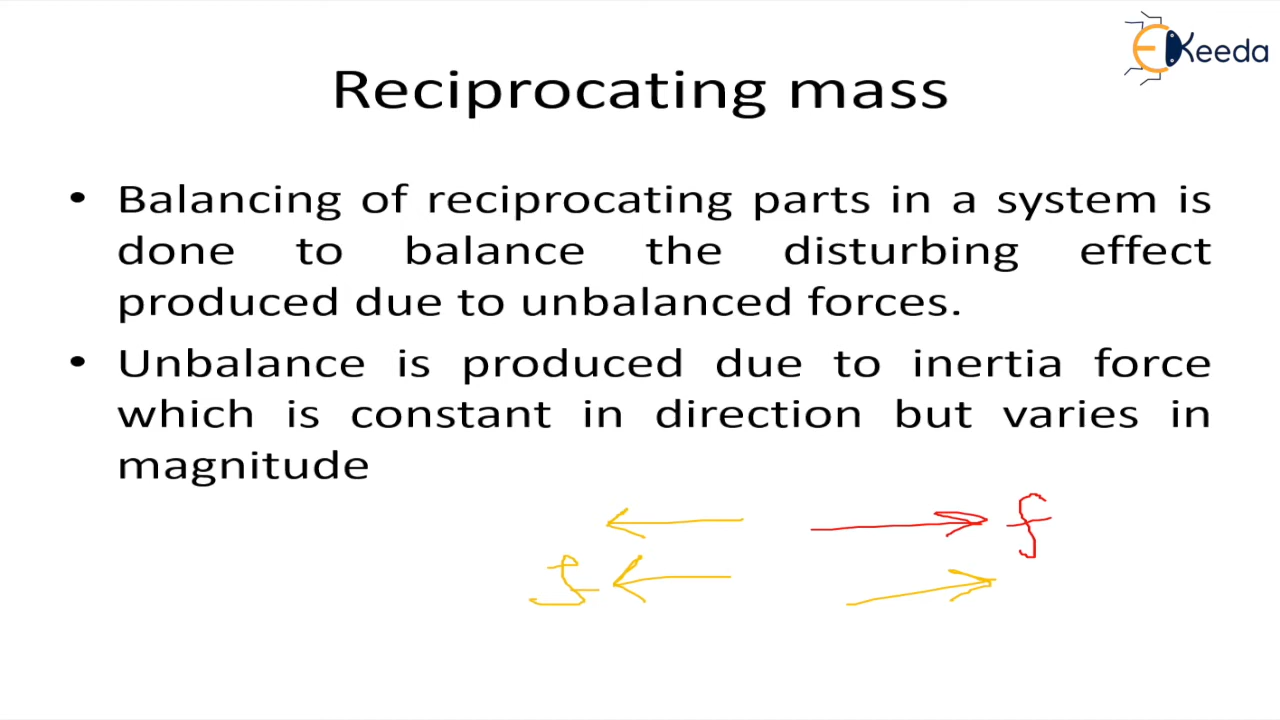 EKeeda
Reciprocating mass
• Balancing of reciprocating parts in a system is
done to balance the disturbing effect
produced due to unbalanced forces.
• Unbalance is produced due to inertia force
which is constant in direction but varies in
magnitude
f
f